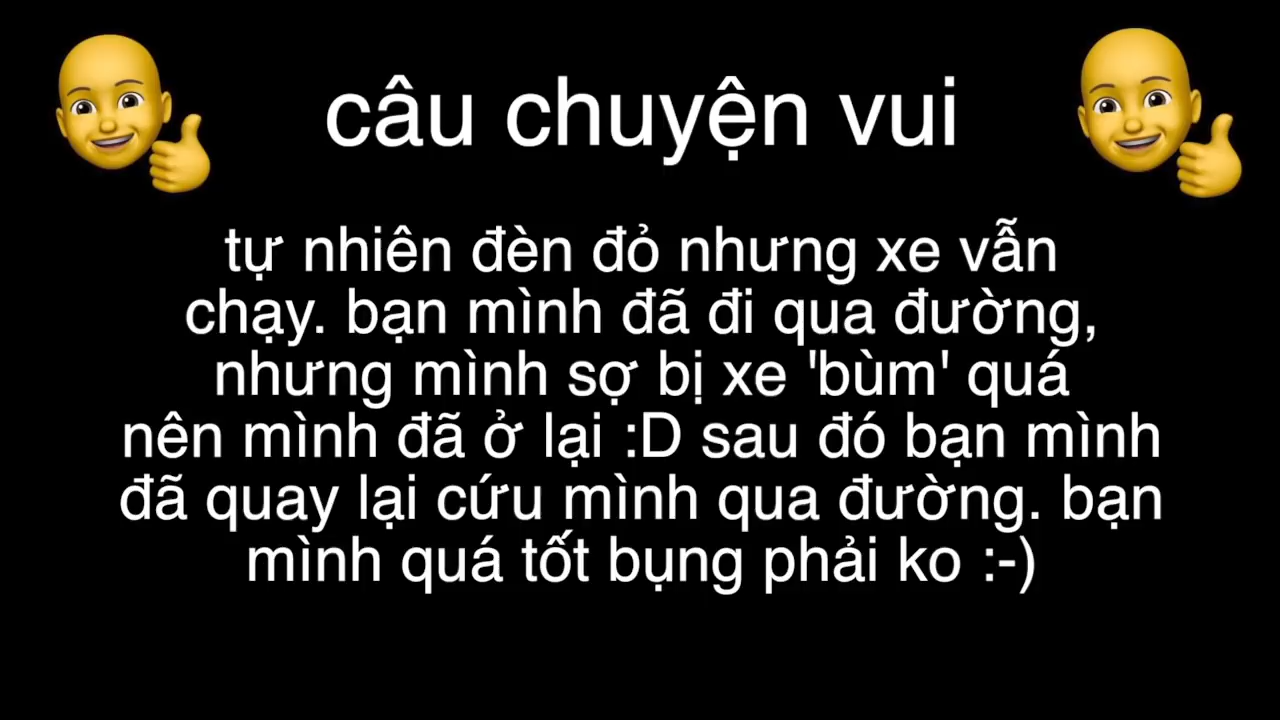 câu chuyện vui
tự nhiên đèn đỏ nhưng xe vẫn
chạy. bạn mình đã đi qua đường,
nhưng mình sợ bị xe 'bùm' quá
nên mình đã ở lại :D sau đó bạn mình
đã quay lại cứu mình qua đường. bạn
mình quá tốt bụng phải ko :-)